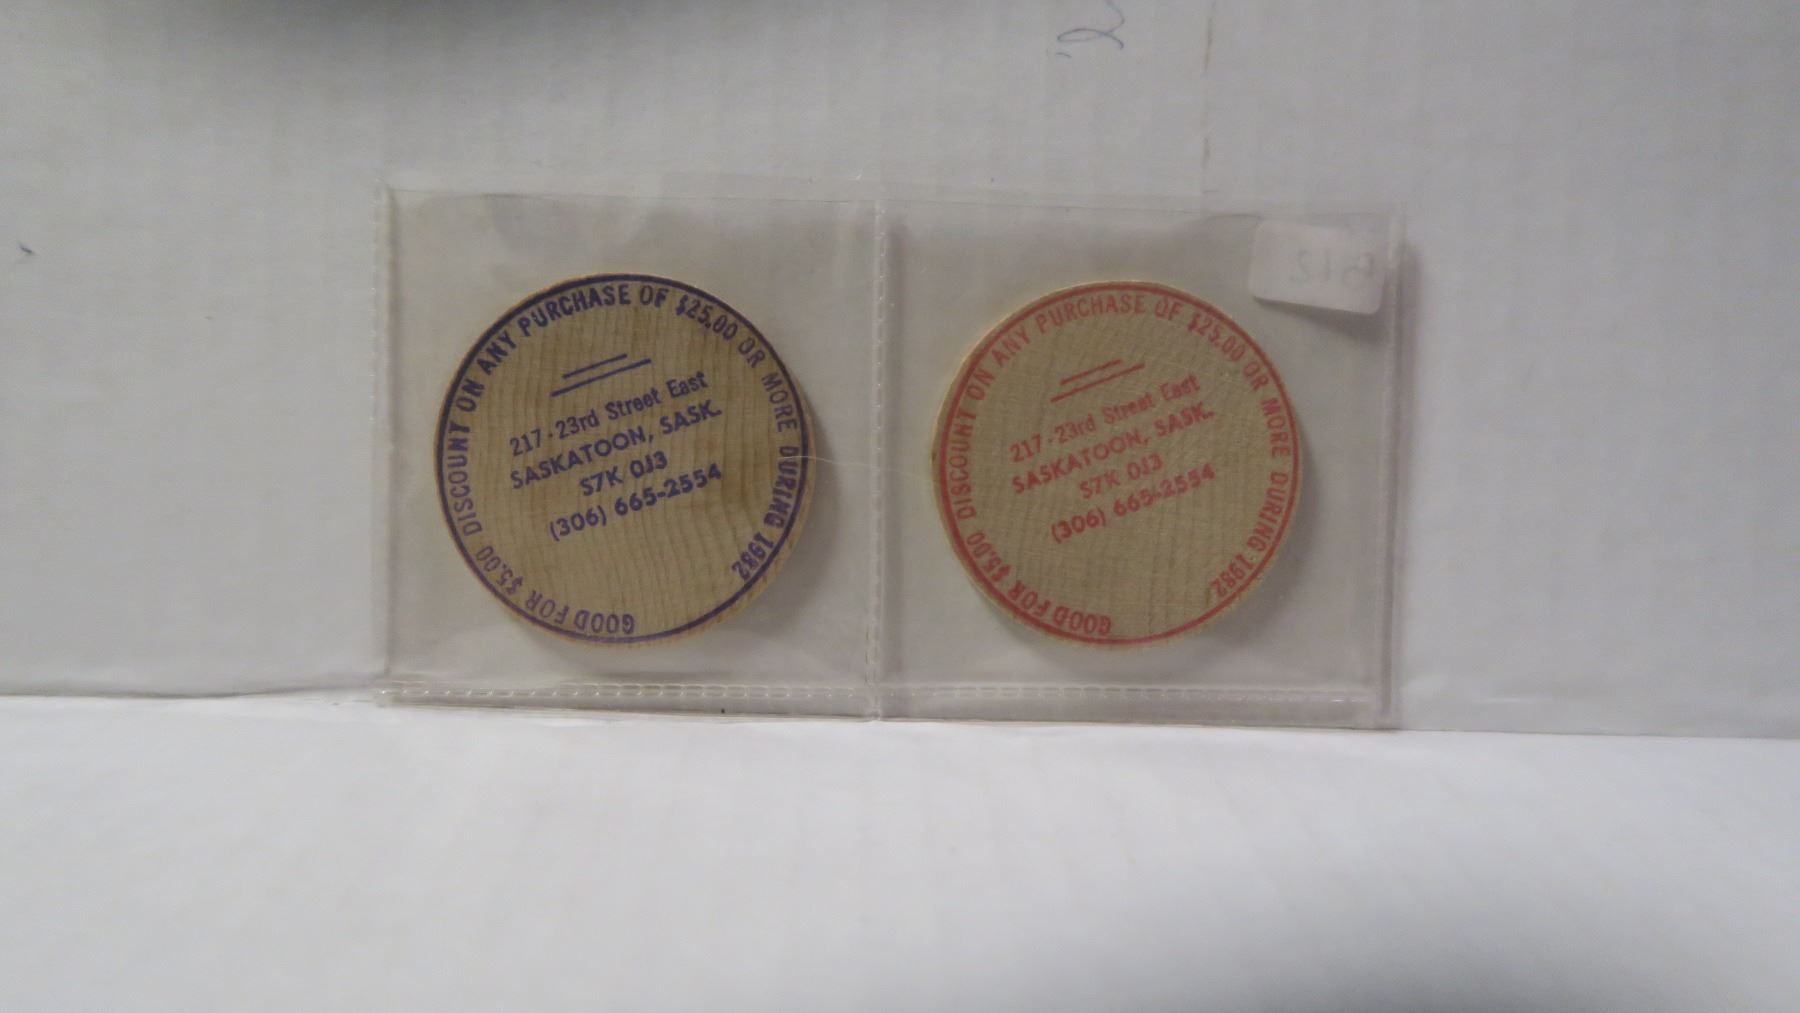 GOOD FOR $5.00 DISCOUNT ON ANY PURCHASE OF $25.00 OR MORE DURING 1982
217-23rd Street East
SASKATOON, SASK.
S7K 0J3
(306) 665-2554
GOOD FOR $5.00 DISCOUNT ON ANY PURCHASE OF $25.00 OR MORE DURING 1982
217-23rd Street East
SASKATOON, SASK.
S7K 0J3
(306) 665-2554